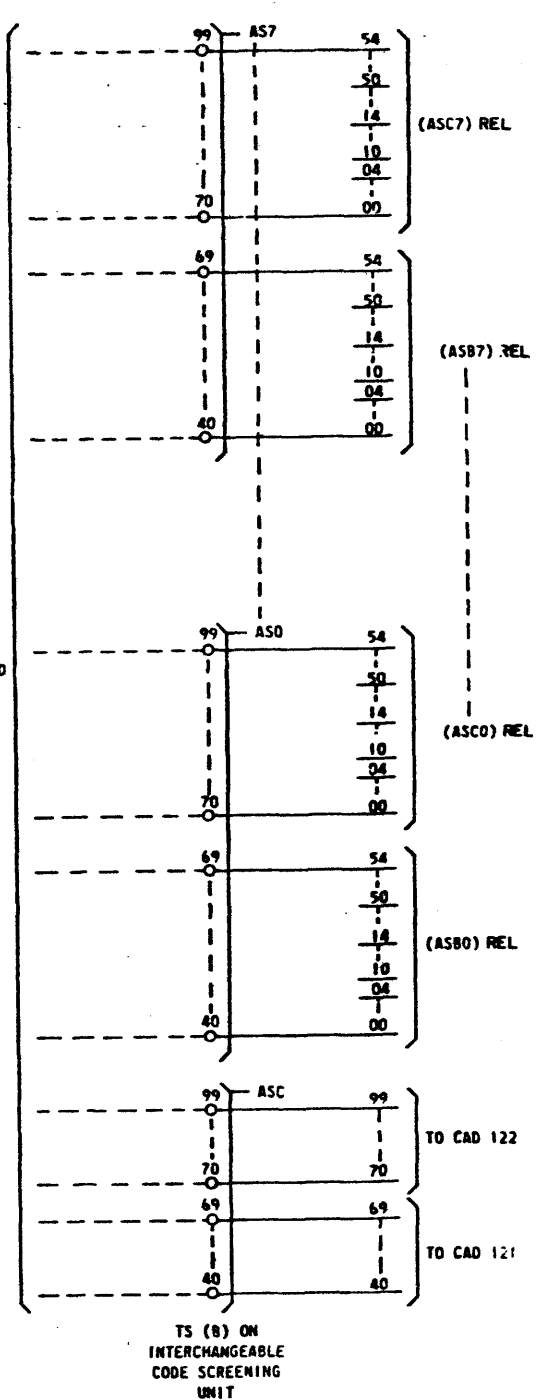 99 AS7 54
50
14 (ASC7) REL
10
04
70 00
69 54
50
14 (ASB7) REL
10
04
40 00
99 AS0 54
50
14 (ASC0) REL
10
04
70 00
69 54
50
14 (ASB0) REL
10
04
40 00
99 ASC 99
TO CAD 122
70 70
69 69
TO CAD 121
40 40
TS (B) ON
INTERCHANGEABLE
CODE SCREENING
UNIT